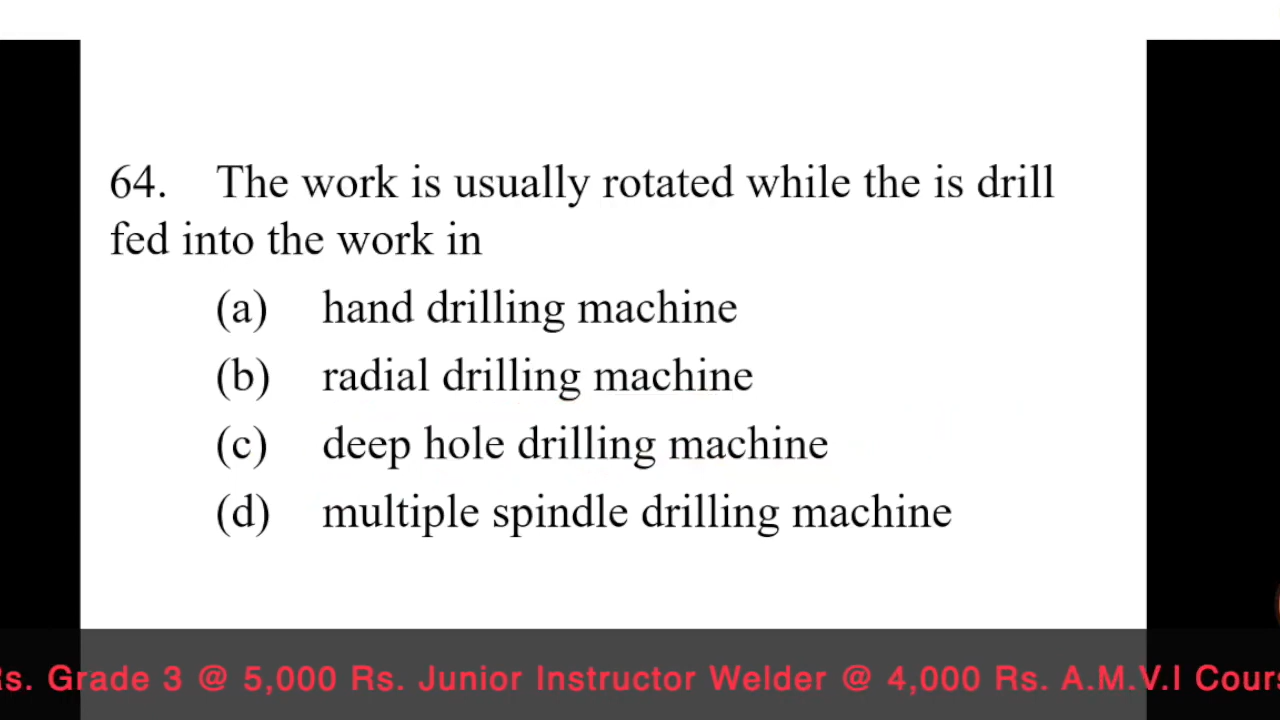 64. The work is usually rotated while the is drill
fed into the work in
(a) hand drilling machine
(b) radial drilling machine
(c) deep hole drilling machine
(d) multiple spindle drilling machine
Rs. Grade 3 @ 5,000 Rs. Junior Instructor Welder @ 4,000 Rs. A.M.V.I